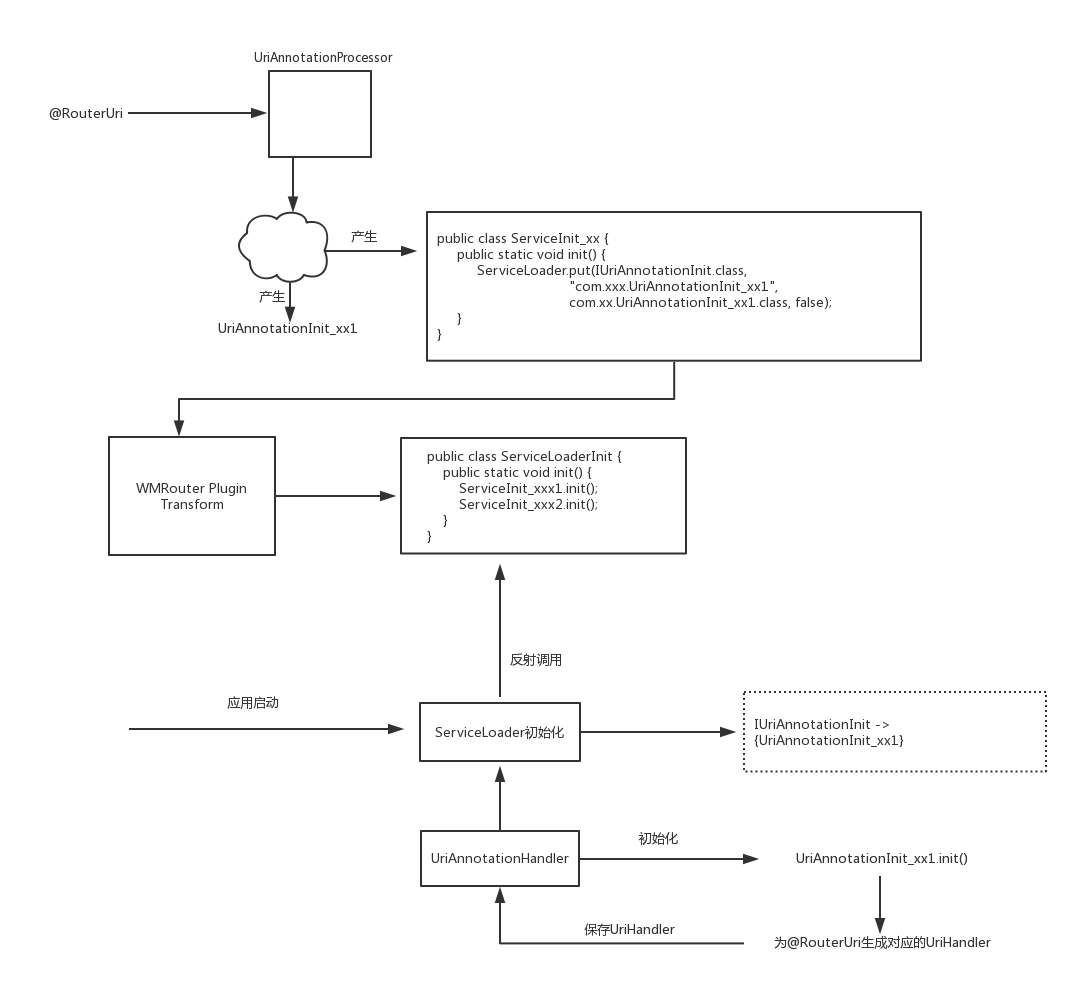 UriAnnotationProcessor
@RouterUri
产生
public class ServiceInit_xx {
public static void init() {
ServiceLoader.put(IUriAnnotationInit.class,
"com.xxx.UriAnnotationInit_xx1",
com.xx.UriAnnotationInit_xx1.class, false);
}
}
产生
UriAnnotationInit_xx1
WMRouter Plugin
Transform
public class ServiceLoaderInit {
public static void init() {
ServiceInit_xxx1.init();
ServiceInit_xxx2.init();
}
}
反射调用
应用启动
ServiceLoader初始化
IUriAnnotationInit ->
{UriAnnotationInit_xx1}
UriAnnotationHandler
初始化
UriAnnotationInit_xx1.init()
保存UriHandler
为@RouterUri生成对应的UriHandler